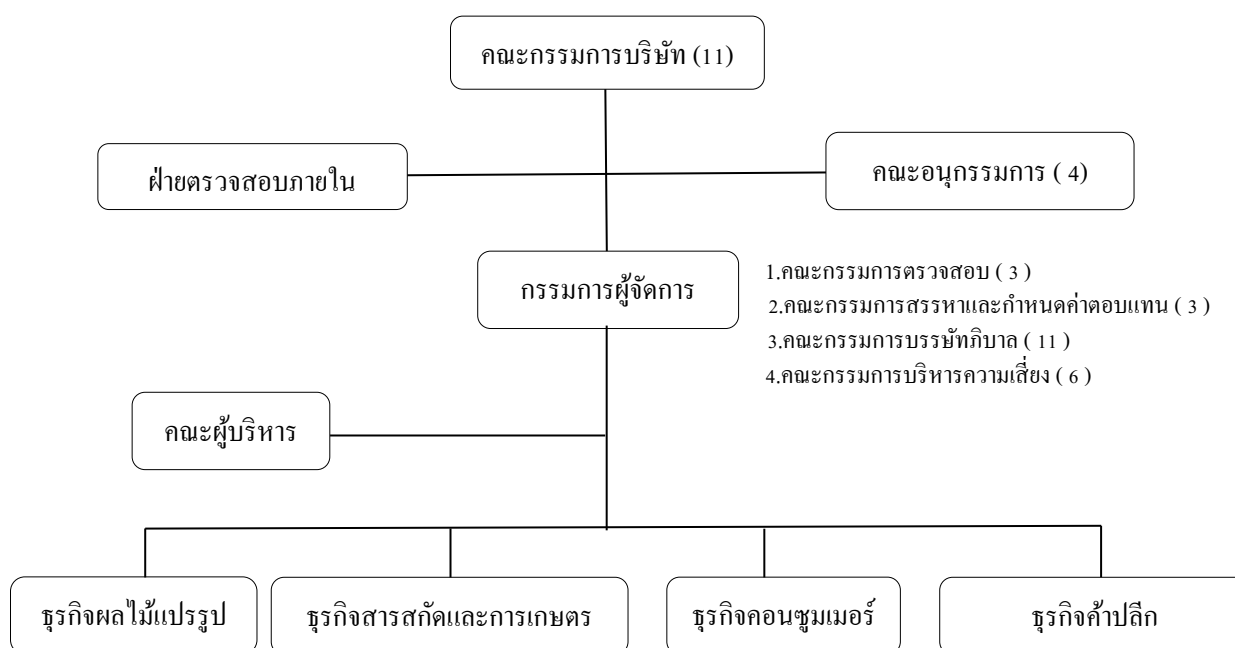 คณะกรรมการบริษัท (11)
ฝ่ายตรวจสอบภายใน
คณะอนุกรรมการ ( 4)
กรรมการผู้จัดการ
1.คณะกรรมการตรวจสอบ ( 3 )
2.คณะกรรมการสรรหาและกำหนดค่าตอบแทน ( 3 )
3.คณะกรรมการบรรษัทภิบาล ( 11 )
4.คณะกรรมการบริหารความเสี่ยง ( 6 )
คณะผู้บริหาร
ธุรกิจผลไม้แปรรูป
ธุรกิจสารสกัดและการเกษตร
ธุรกิจคอนซูมเมอร์
ธุรกิจค้าปลีก